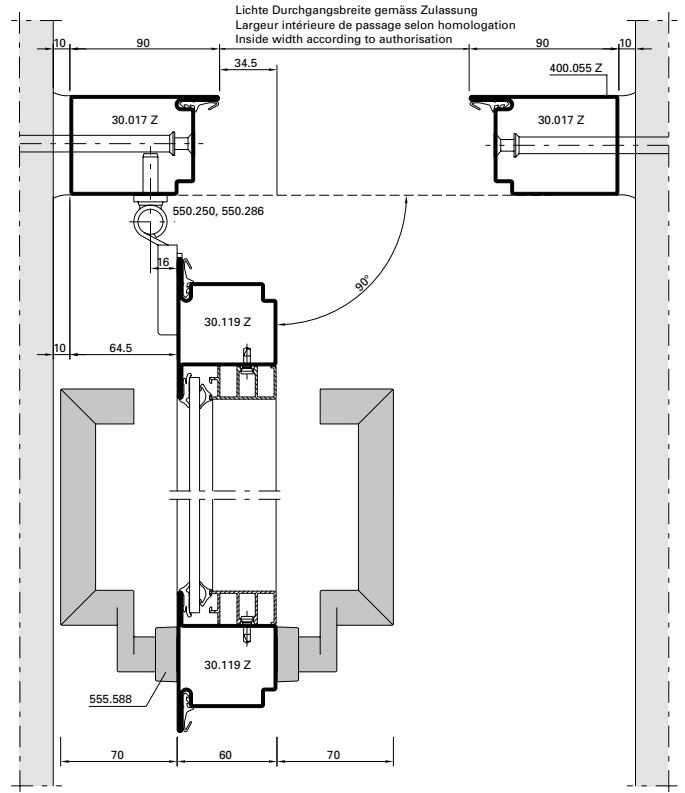 Lichte Durchgangsbreite gemäss Zulassung
Largeur intérieure de passage selon homologation
Inside width according to authorisation
10
90
90
10
34.5
400.055 Z
30.017 Z
30.017 Z
550.250, 550.286
16
90°
30.119 Z
10
64.5
30.119 Z
555.588
70
60
70